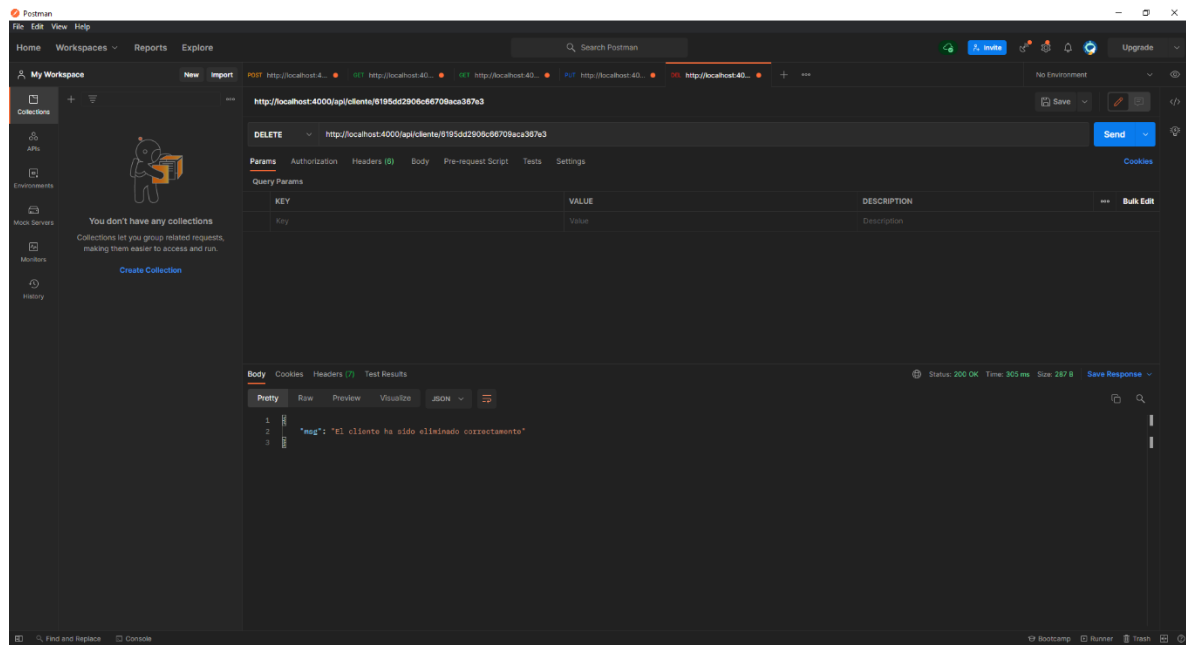 Postman
File Edit View Help
Home Workspaces Reports Explore
Search Postman
Invite
Upgrade
My Workspace
New Import
POST http://localhost:4...
GET http://localhost:40...
GET http://localhost:40...
PUT http://localhost:40...
DEL http://localhost:40...
No Environment
Collections
APIs
Environments
Mock Servers
Monitors
History
You don't have any collections
Collections let you group related requests,
making them easier to access and run.
Create Collection
http://localhost:4000/api/cliente/6195dd2906c66709aca367e3
Save
DELETE http://localhost:4000/api/cliente/6195dd2906c66709aca367e3
Send
Params Authorization Headers (6) Body Pre-request Script Tests Settings
Cookies
Query Params
KEY VALUE DESCRIPTION
Bulk Edit
Key Value Description
Body Cookies Headers (7) Test Results
Status: 200 OK Time: 305 ms Size: 287 B Save Response
Pretty Raw Preview Visualize JSON
1 {
2 "msg": "El cliente ha sido eliminado correctamente"
3 }
Find and Replace Console
Bootcamp Runner Trash